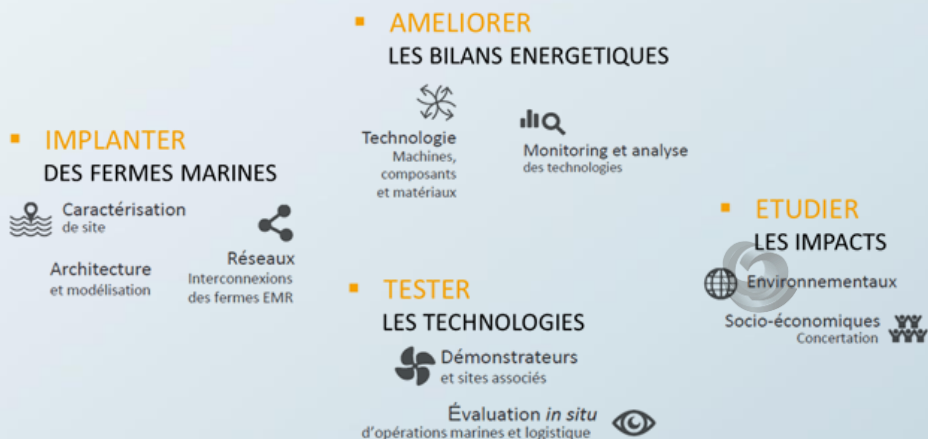 AMELIORER
LES BILANS ENERGETIQUES
Technologie
Machines,
composants
et matériaux
Monitoring et analyse
des technologies
IMPLANTER
DES FERMES MARINES
Caractérisation
de site
Architecture
et modélisation
Réseaux
Interconnexions
des fermes EMR
TESTER
LES TECHNOLOGIES
Démonstrateurs
et sites associés
Évaluation in situ
d'opérations marines et logistique
ETUDIER
LES IMPACTS
Environnementaux
Socio-économiques
Concertation